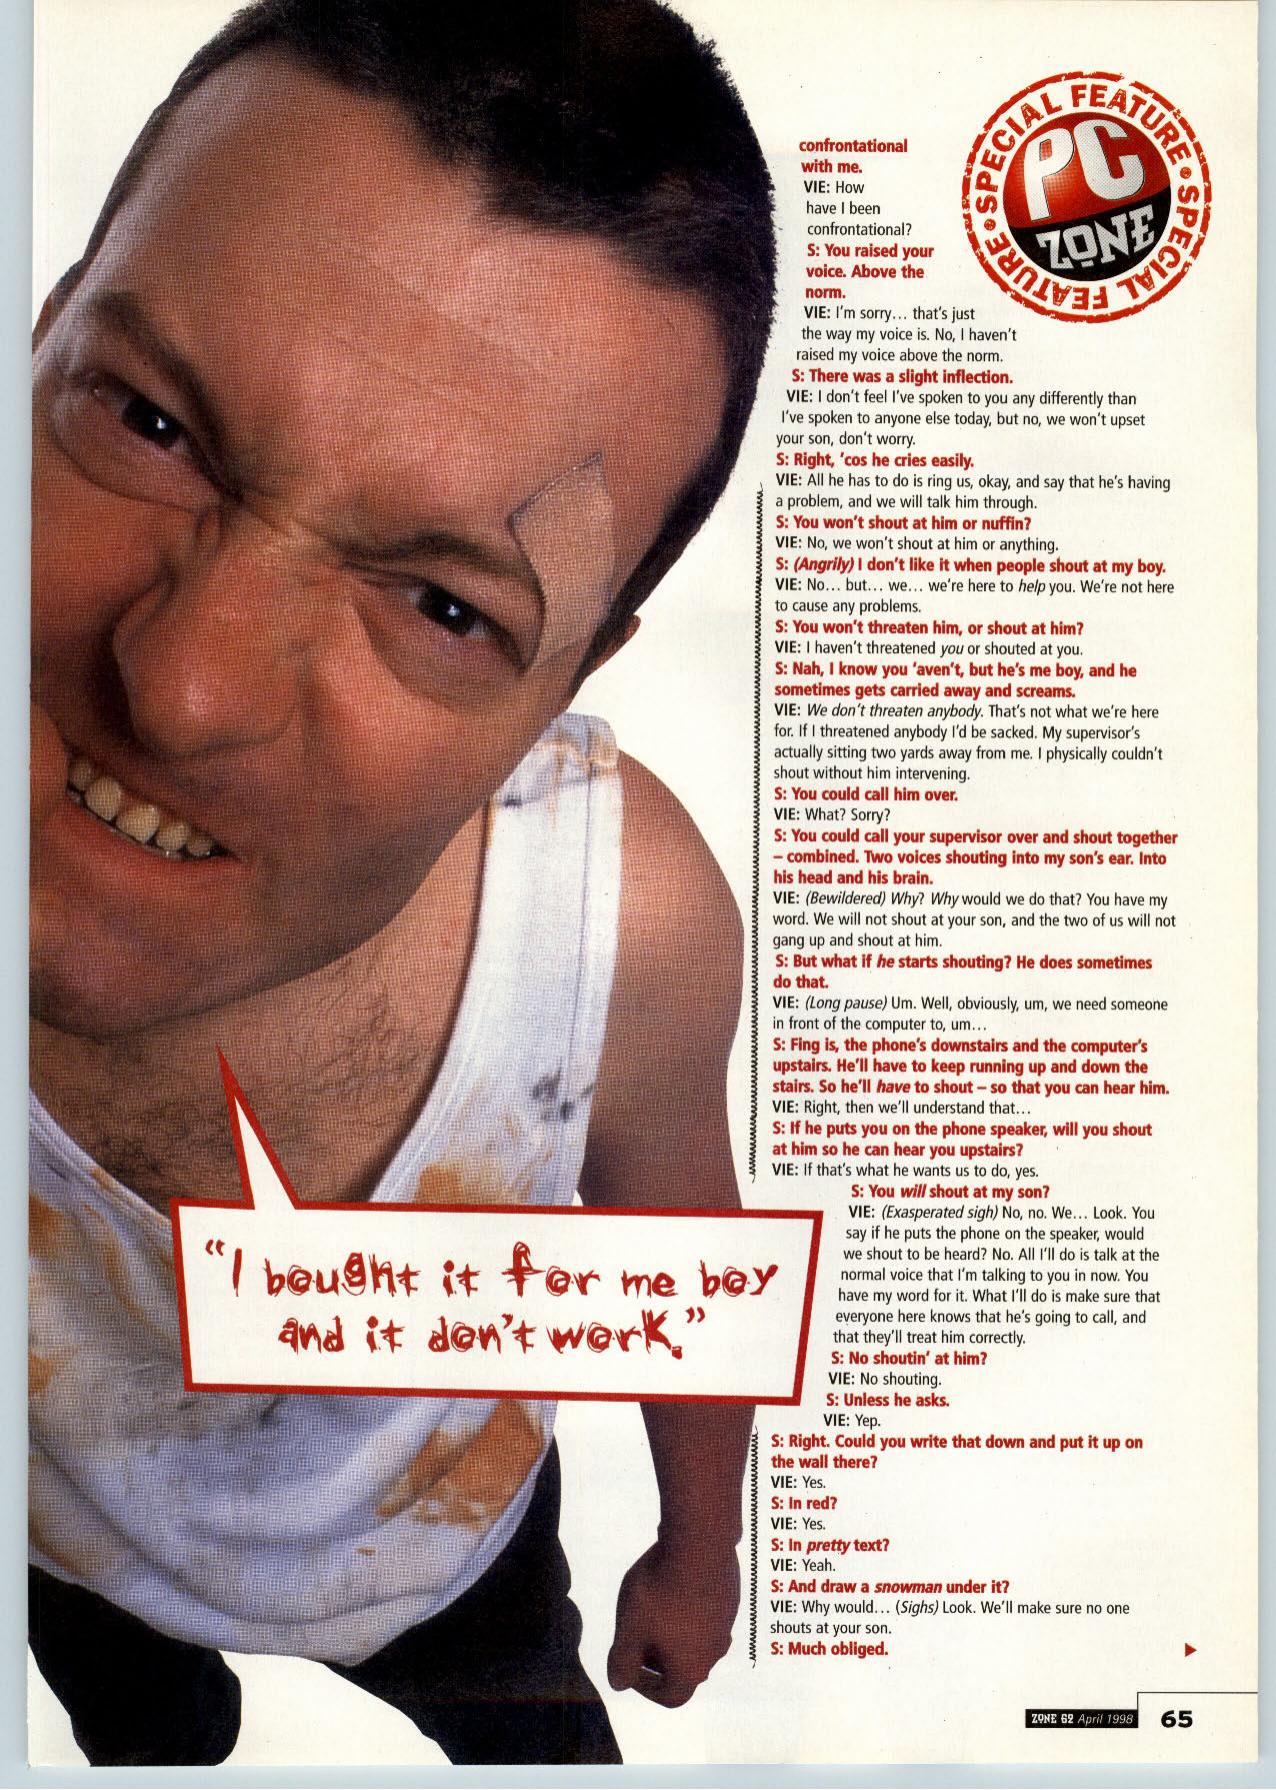 SPECIAL FEATURE • SPECIAL FEATURE •
PC
ZONE
confrontational
with me.
VIE: How
have I been
confrontational?
S: You raised your
voice. Above the
norm.
VIE: I'm sorry... that's just
the way my voice is. No, I haven't
raised my voice above the norm.
S: There was a slight inflection.
VIE: I don't feel I've spoken to you any differently than
I've spoken to anyone else today, but no, we won't upset
your son, don't worry.
S: Right, 'cos he cries easily.
VIE: All he has to do is ring us, okay, and say that he's having
a problem, and we will talk him through.
S: You won't shout at him or nuffin?
VIE: No, we won't shout at him or anything.
S: (Angrily) I don't like it when people shout at my boy.
VIE: No... but... we... we're here to help you. We're not here
to cause any problems.
S: You won't threaten him, or shout at him?
VIE: I haven't threatened you or shouted at you.
S: Nah, I know you 'aven't, but he's me boy, and he
sometimes gets carried away and screams.
VIE: We don't threaten anybody. That's not what we're here
for. If I threatened anybody I'd be sacked. My supervisor's
actually sitting two yards away from me. I physically couldn't
shout without him intervening.
S: You could call him over.
VIE: What? Sorry?
S: You could call your supervisor over and shout together
– combined. Two voices shouting into my son's ear. Into
his head and his brain.
VIE: (Bewildered) Why? Why would we do that? You have my
word. We will not shout at your son, and the two of us will not
gang up and shout at him.
S: But what if he starts shouting? He does sometimes
do that.
VIE: (Long pause) Um. Well, obviously, um, we need someone
in front of the computer to, um...
S: Fing is, the phone's downstairs and the computer's
upstairs. He'll have to keep running up and down the
stairs. So he'll have to shout – so that you can hear him.
VIE: Right, then we'll understand that...
S: If he puts you on the phone speaker, will you shout
at him so he can hear you upstairs?
VIE: If that's what he wants us to do, yes.
S: You will shout at my son?
VIE: (Exasperated sigh) No, no. We... Look. You
say if he puts the phone on the speaker, would
we shout to be heard? No. All I'll do is talk at the
normal voice that I'm talking to you in now. You
have my word for it. What I'll do is make sure that
everyone here knows that he's going to call, and
that they'll treat him correctly.
S: No shoutin' at him?
VIE: No shouting.
S: Unless he asks.
VIE: Yep.
S: Right. Could you write that down and put it up on
the wall there?
VIE: Yes.
S: In red?
VIE: Yes.
S: In pretty text?
VIE: Yeah.
S: And draw a snowman under it?
VIE: Why would... (Sighs) Look. We'll make sure no one
shouts at your son.
S: Much obliged.
"I bought it for me boy
and it don't work."
ZONE 62 April 1998 65